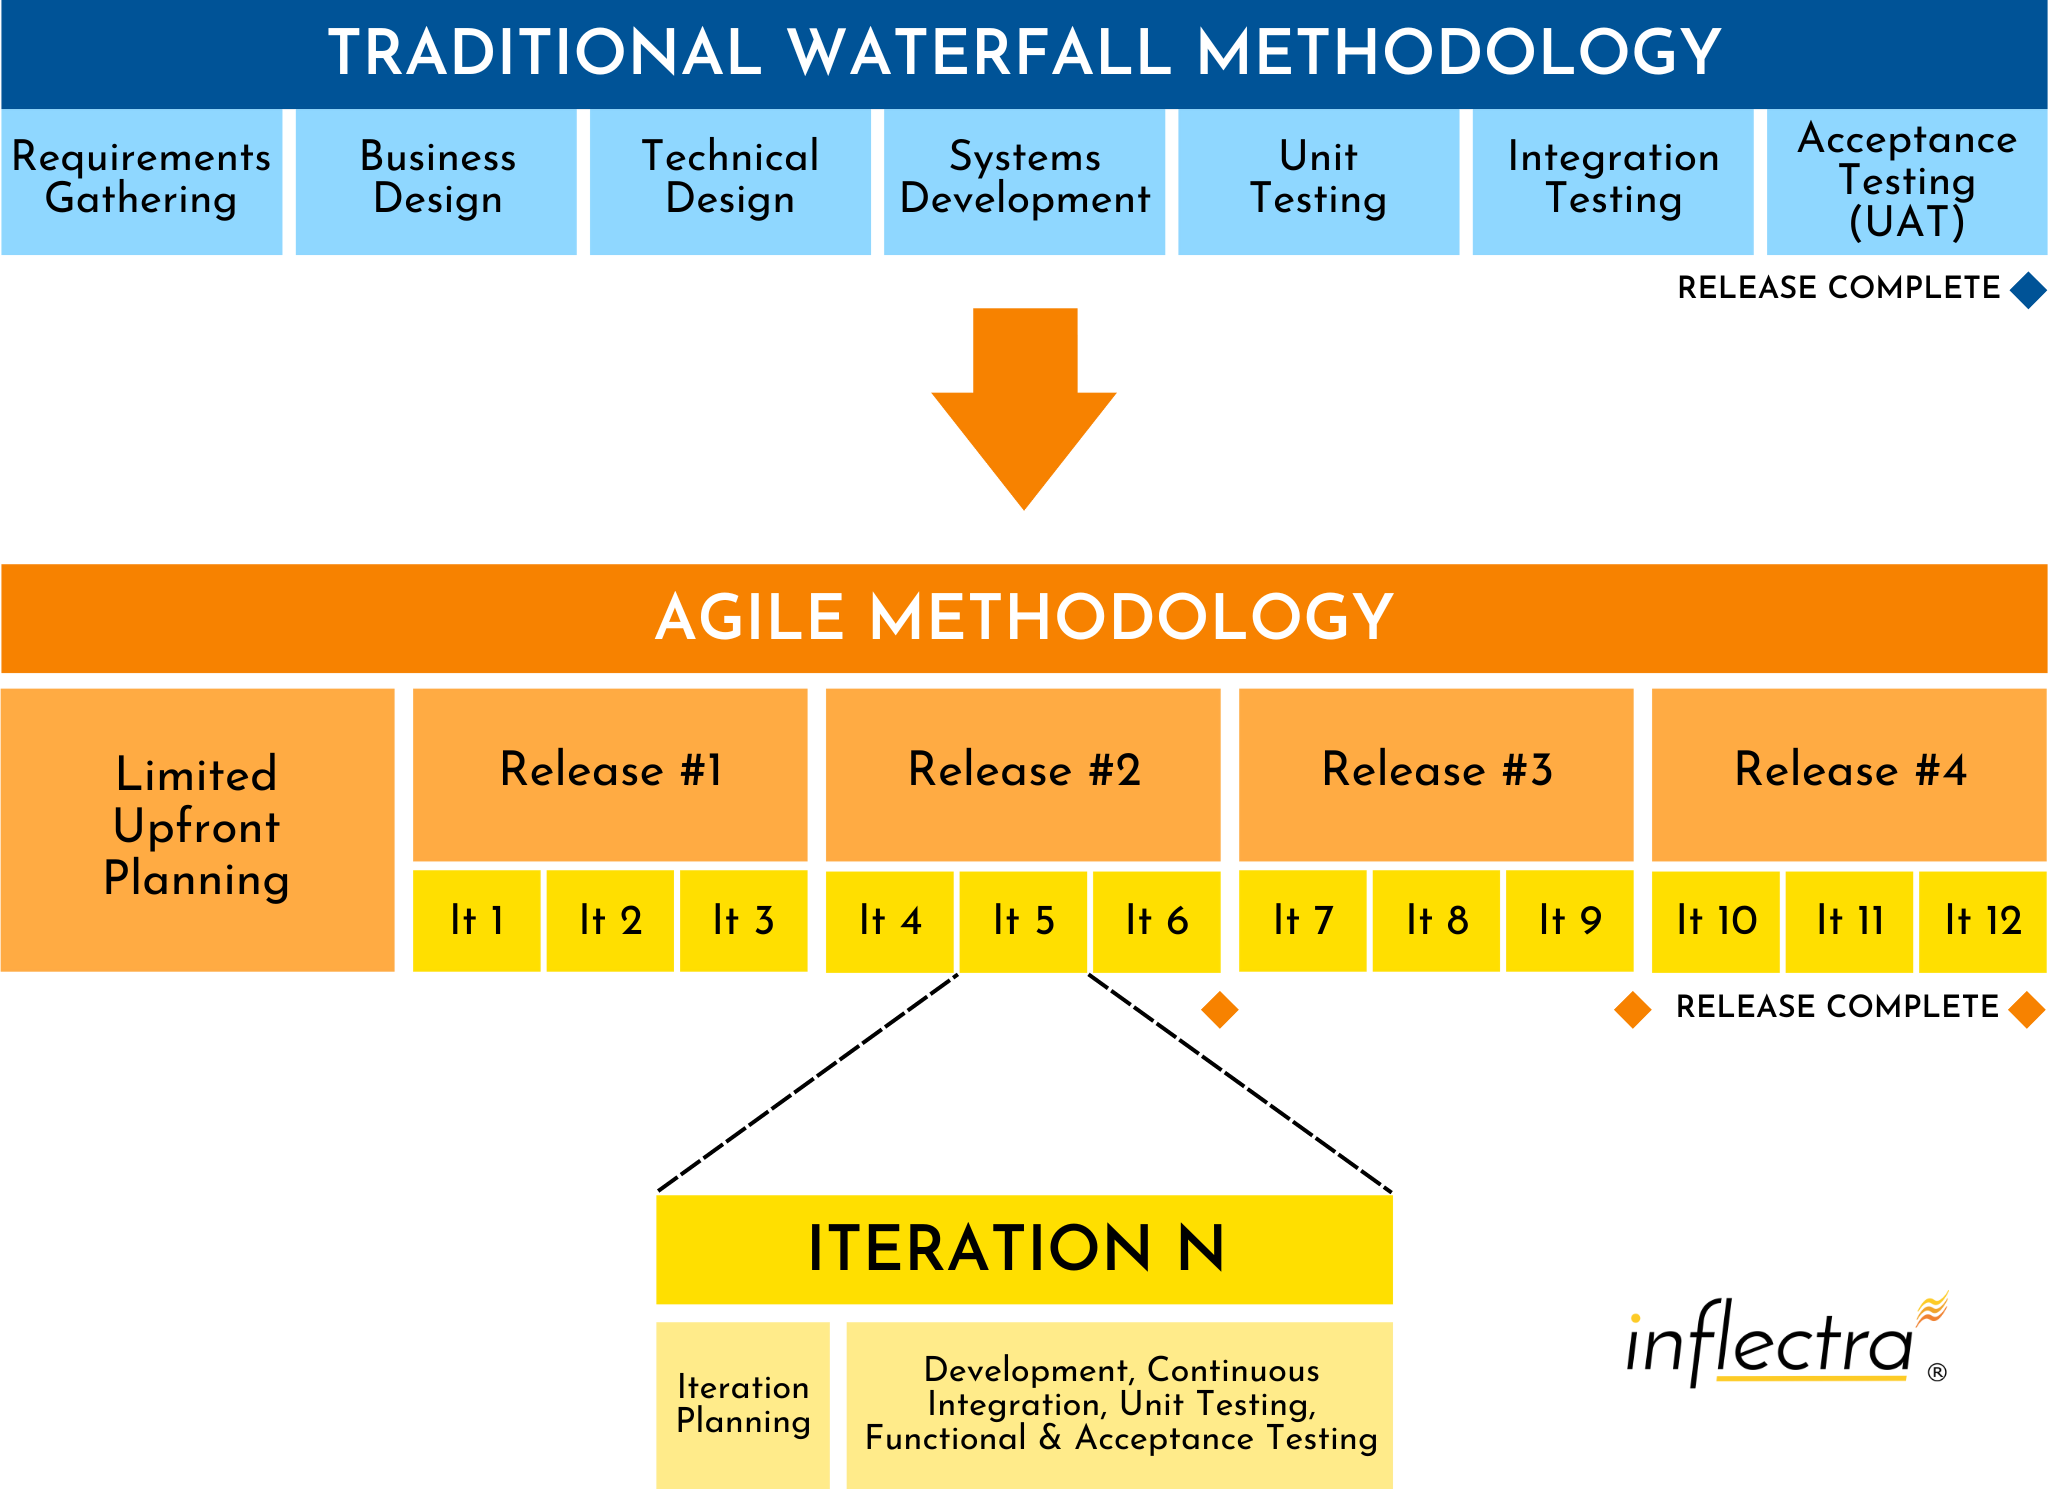 TRADITIONAL WATERFALL METHODOLOGY
Requirements
Gathering
Business
Design
Technical
Design
Systems
Development
Unit
Testing
Integration
Testing
Acceptance
Testing
(UAT)
RELEASE COMPLETE
AGILE METHODOLOGY
Limited
Upfront
Planning
Release #1
Release #2
Release #3
Release #4
It 1
It 2
It 3
It 4
It 5
It 6
It 7
It 8
It 9
It 10
It 11
It 12
RELEASE COMPLETE
ITERATION N
Iteration
Planning
Development, Continuous
Integration, Unit Testing,
Functional & Acceptance Testing
inflectra®